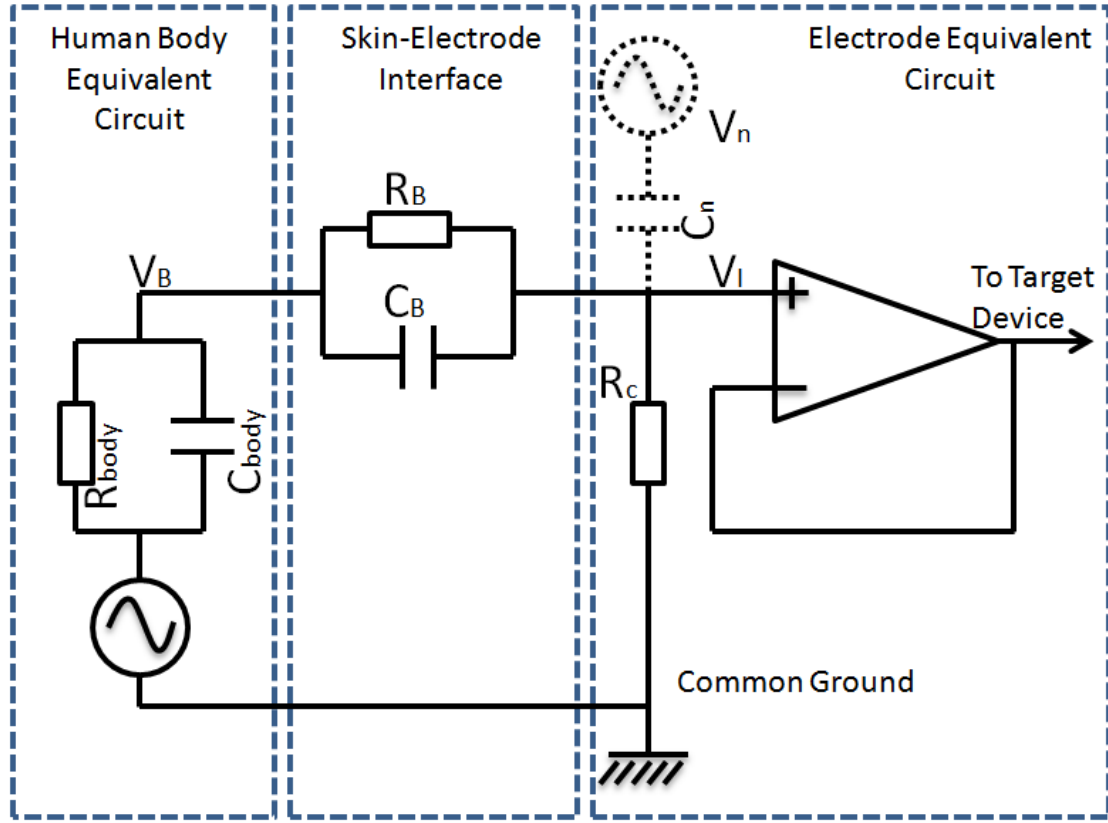 Human Body
Equivalent
Circuit
Skin-Electrode
Interface
Electrode Equivalent
Circuit
Vn
Cn
RB
VB
CB
VI
+
To Target
Device
Rc
−
Rbody
Cbody
Common Ground